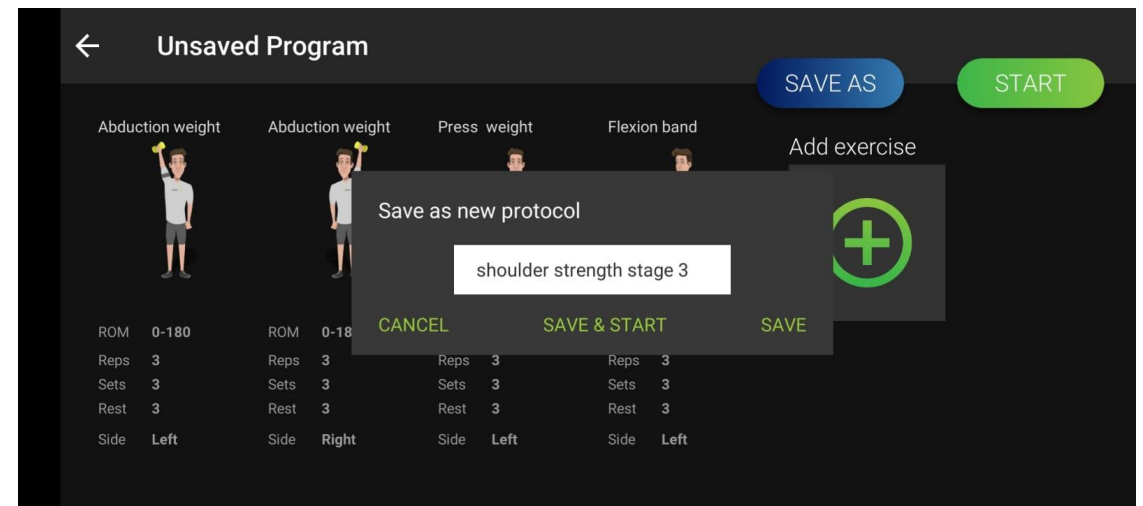 Unsaved Program
SAVE AS
START
Abduction weight
Abduction weight
Press weight
Flexion band
Add exercise
Save as new protocol
shoulder strength stage 3
CANCEL
SAVE & START
SAVE
ROM 0-180
ROM 0-18
Reps 3
Reps 3
Reps 3
Reps 3
Sets 3
Sets 3
Sets 3
Sets 3
Rest 3
Rest 3
Rest 3
Rest 3
Side Left
Side Right
Side Left
Side Left